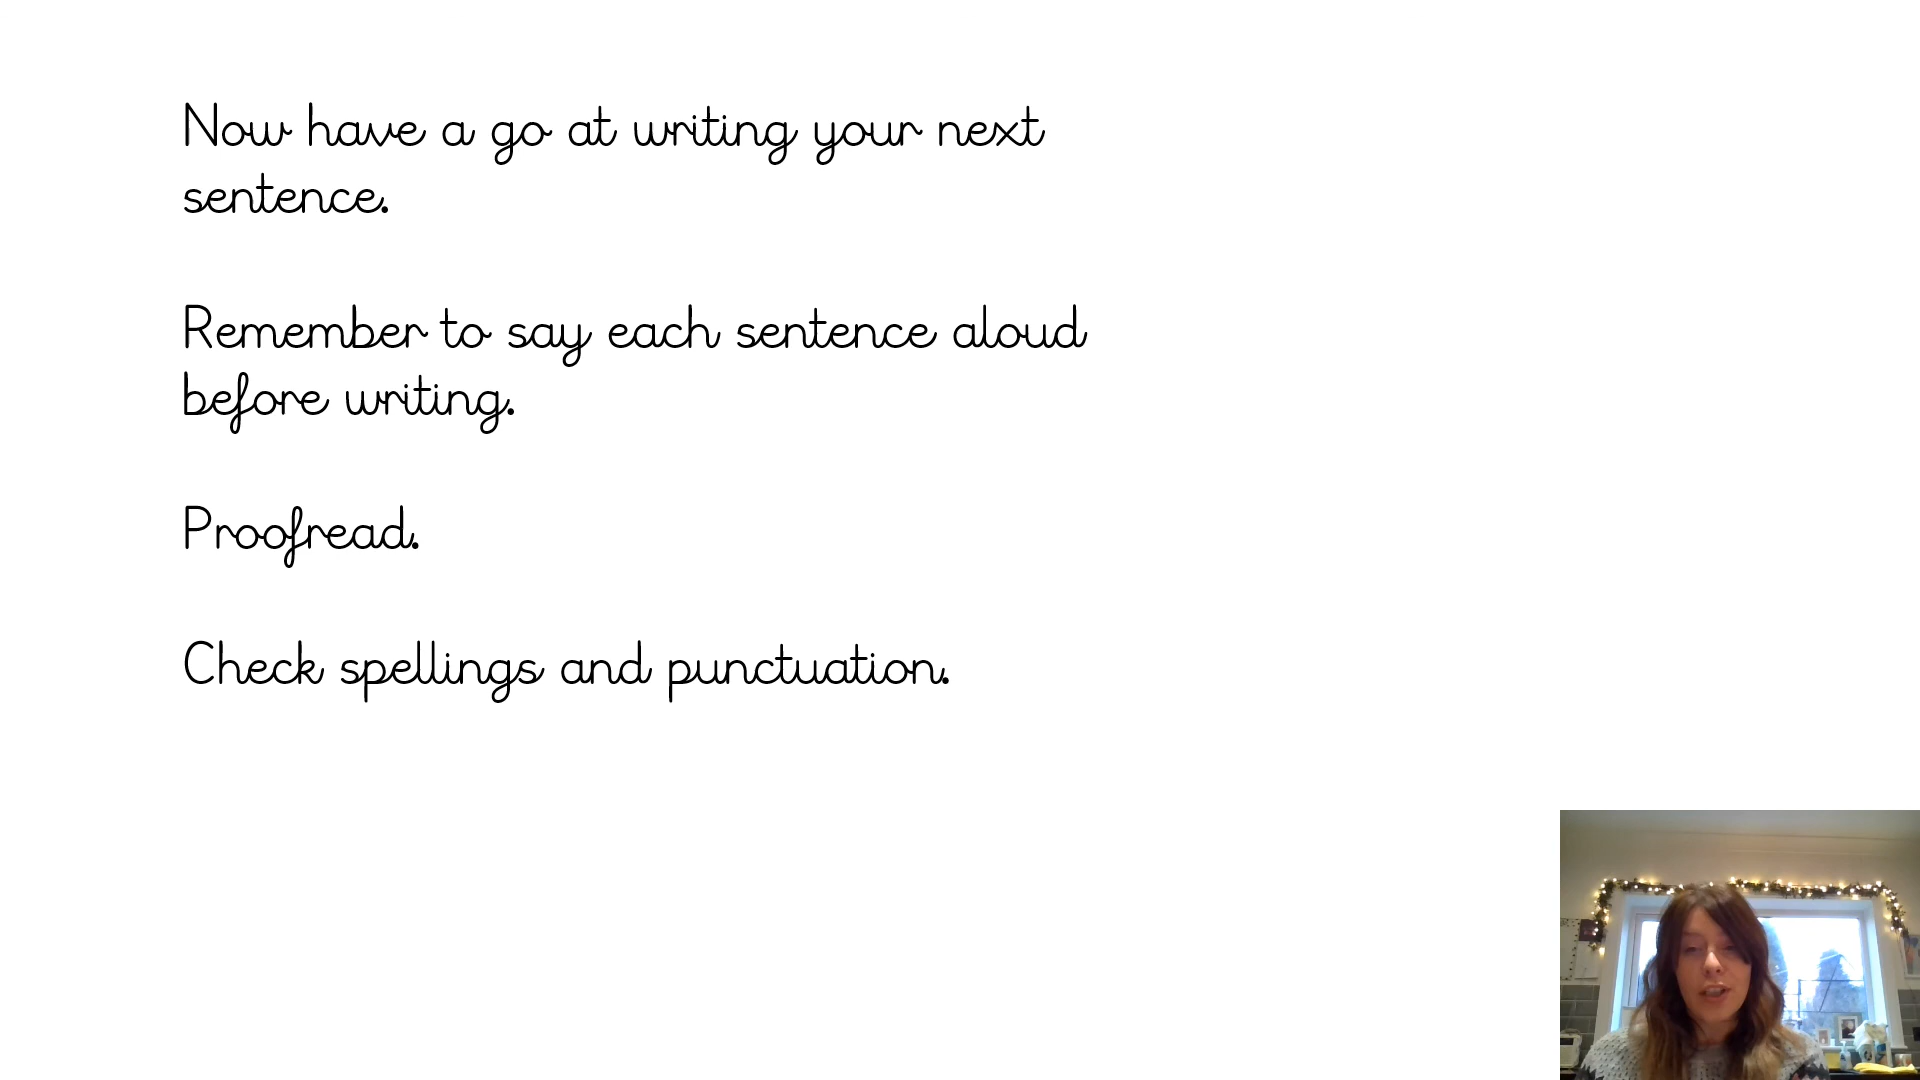 Now have a go at writing your next
sentence.
Remember to say each sentence aloud
before writing.
Proofread.
Check spellings and punctuation.